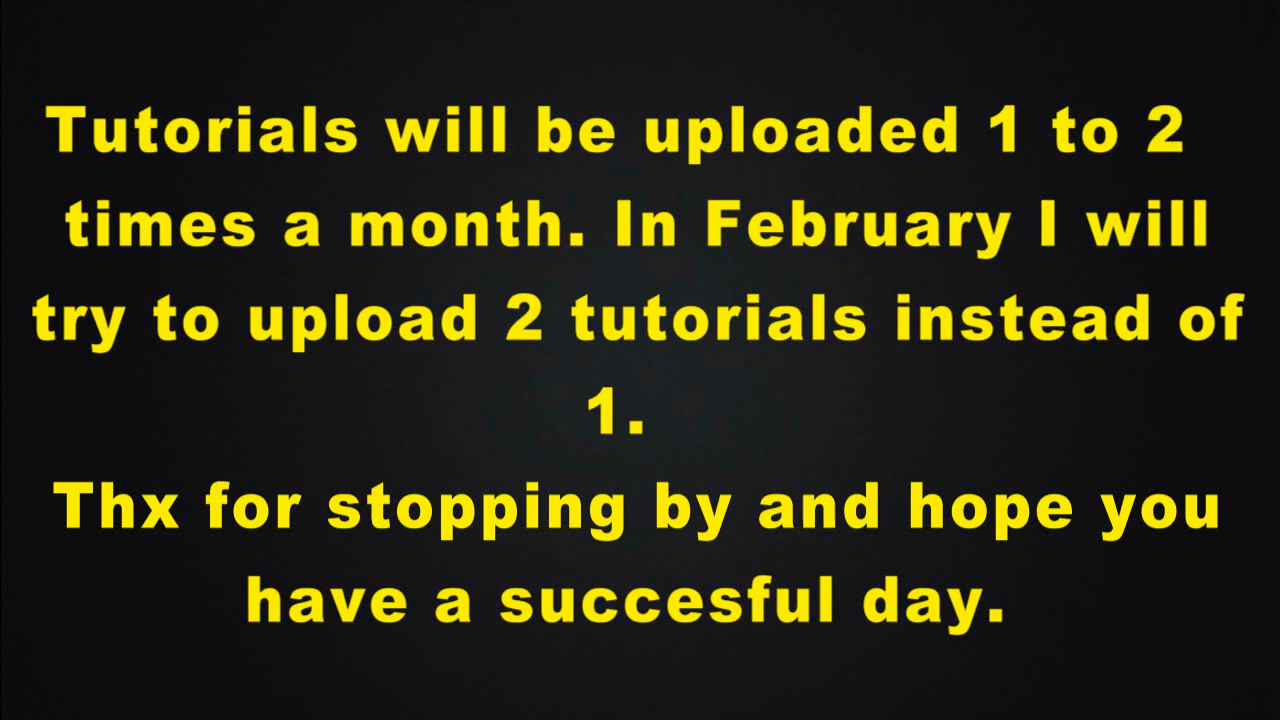 Tutorials will be uploaded 1 to 2
times a month. In February I will
try to upload 2 tutorials instead of
1.
Thx for stopping by and hope you
have a succesful day.